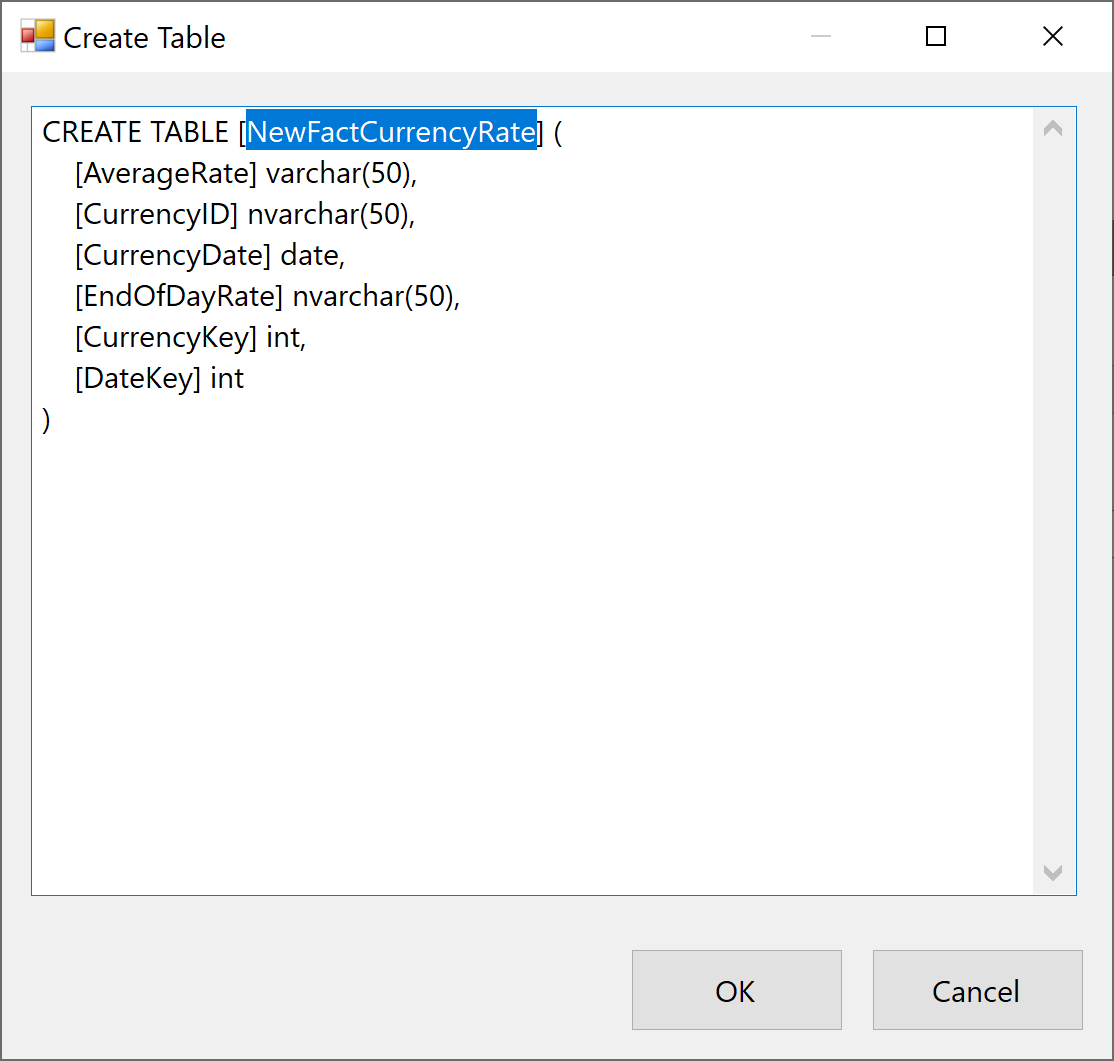 Create Table
CREATE TABLE [NewFactCurrencyRate] (
    [AverageRate] varchar(50),
    [CurrencyID] nvarchar(50),
    [CurrencyDate] date,
    [EndOfDayRate] nvarchar(50),
    [CurrencyKey] int,
    [DateKey] int
)
OK
Cancel